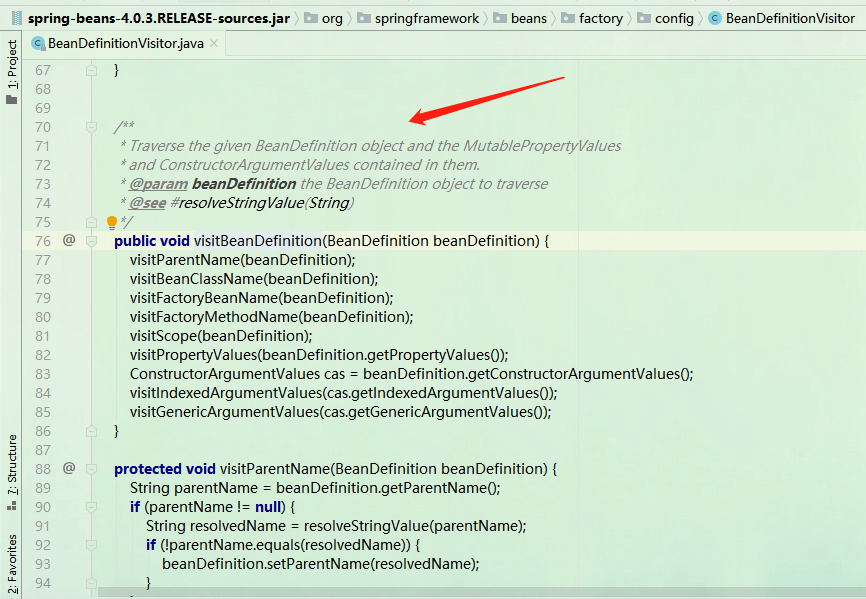 spring-beans-4.0.3.RELEASE-sources.jar org springframework beans factory config BeanDefinitionVisitor
BeanDefinitionVisitor.java
1: Project
67 }
68
69
70 /**
71 * Traverse the given BeanDefinition object and the MutablePropertyValues
72 * and ConstructorArgumentValues contained in them.
73 * @param beanDefinition the BeanDefinition object to traverse
74 * @see #resolveStringValue(String)
75 */
76 @ public void visitBeanDefinition(BeanDefinition beanDefinition) {
77 visitParentName(beanDefinition);
78 visitBeanClassName(beanDefinition);
79 visitFactoryBeanName(beanDefinition);
80 visitFactoryMethodName(beanDefinition);
81 visitScope(beanDefinition);
82 visitPropertyValues(beanDefinition.getPropertyValues());
83 ConstructorArgumentValues cas = beanDefinition.getConstructorArgumentValues();
84 visitIndexedArgumentValues(cas.getIndexedArgumentValues());
85 visitGenericArgumentValues(cas.getGenericArgumentValues());
86 }
87
88 @ protected void visitParentName(BeanDefinition beanDefinition) {
89 String parentName = beanDefinition.getParentName();
90 if (parentName != null) {
91 String resolvedName = resolveStringValue(parentName);
92 if (!parentName.equals(resolvedName)) {
93 beanDefinition.setParentName(resolvedName);
94 }
7: Structure
2: Favorites